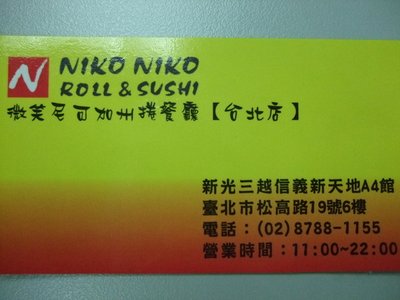 N
NIKO NIKO
ROLL & SUSHI
微笑尼可加州捲餐廳【台北店】
新光三越信義新天地A4館
臺北市松高路19號6樓
電話：(02)8788-1155
營業時間：11:00~22:00